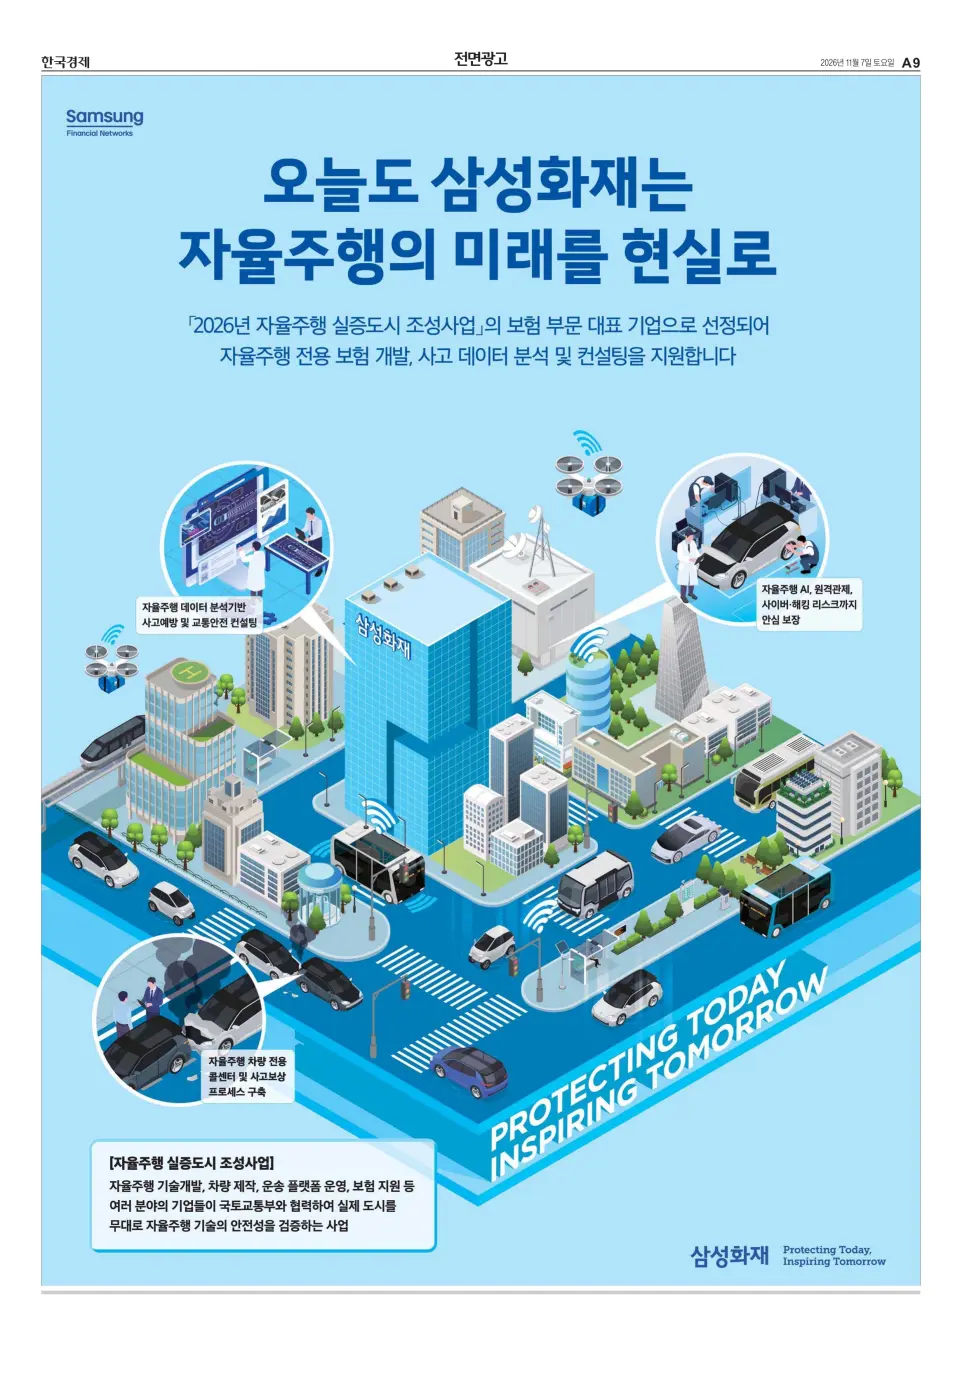 한국경제
전면광고
2026년 11월 7일 토요일 A9
Samsung
Financial Networks
오늘도 삼성화재는
자율주행의 미래를 현실로
「2026년 자율주행 실증도시 조성사업」의 보험 부문 대표 기업으로 선정되어
자율주행 전용 보험 개발, 사고 데이터 분석 및 컨설팅을 지원합니다
자율주행 데이터 분석기반
사고예방 및 교통안전 컨설팅
자율주행 AI, 원격관제,
사이버·해킹 리스크까지
안심 보장
삼성화재
H
자율주행 차량 전용
콜센터 및 사고보상
프로세스 구축
PROTECTING TODAY
INSPIRING TOMORROW
[자율주행 실증도시 조성사업]
자율주행 기술개발, 차량 제작, 운송 플랫폼 운영, 보험 지원 등
여러 분야의 기업들이 국토교통부와 협력하여 실제 도시를
무대로 자율주행 기술의 안전성을 검증하는 사업
삼성화재
Protecting Today,
Inspiring Tomorrow